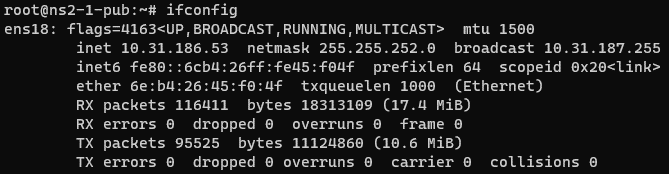 root@ns2-1-pub:~# ifconfig
ens18: flags=4163<UP,BROADCAST,RUNNING,MULTICAST>  mtu 1500
        inet 10.31.186.53  netmask 255.255.252.0  broadcast 10.31.187.255
        inet6 fe80::6cb4:26ff:fe45:f04f  prefixlen 64  scopeid 0x20<link>
        ether 6e:b4:26:45:f0:4f  txqueuelen 1000  (Ethernet)
        RX packets 116411  bytes 18313109 (17.4 MiB)
        RX errors 0  dropped 0  overruns 0  frame 0
        TX packets 95525  bytes 11124860 (10.6 MiB)
        TX errors 0  dropped 0 overruns 0  carrier 0  collisions 0